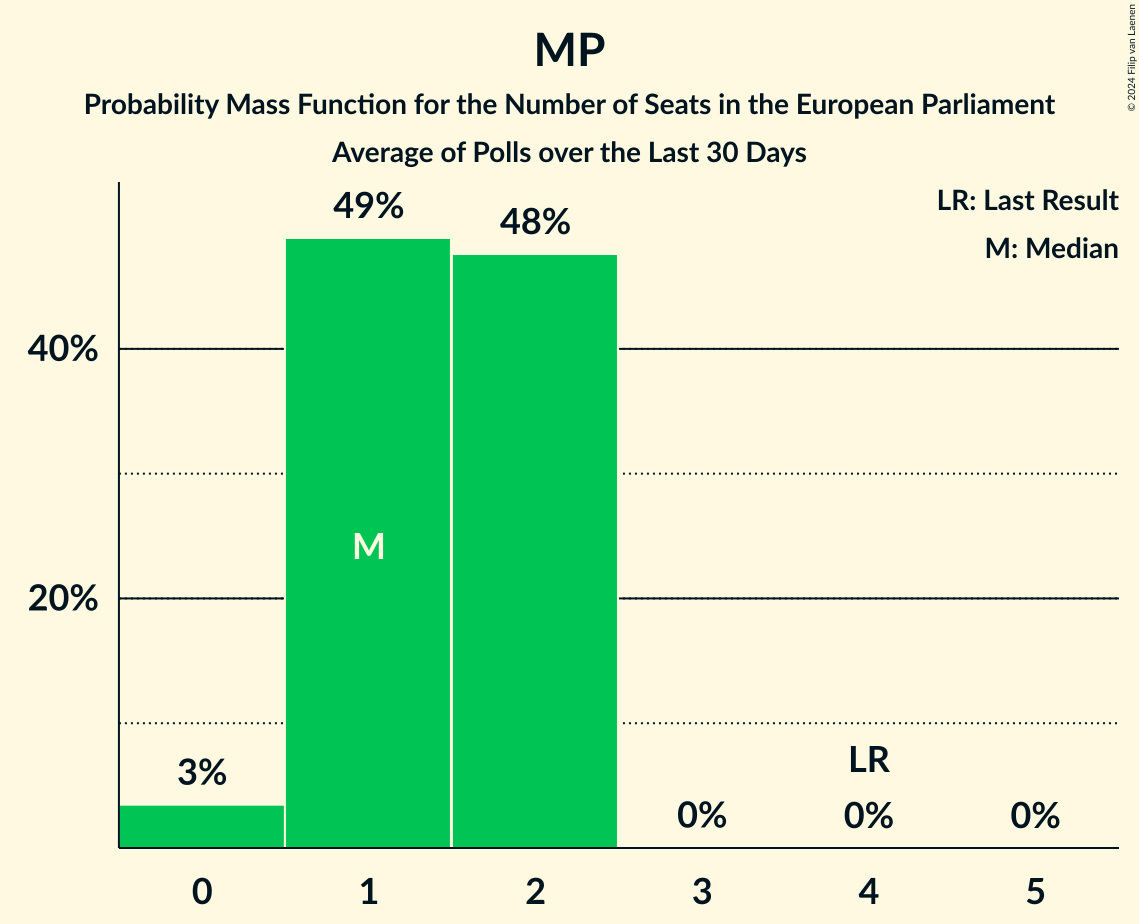 MP
Probability Mass Function for the Number of Seats in the European Parliament
Average of Polls over the Last 30 Days
© 2024 Filip van Laenen
LR: Last Result
M: Median
49%
48%
40%
M
20%
3%
LR
0%
0%
0%
0 1 2 3 4 5